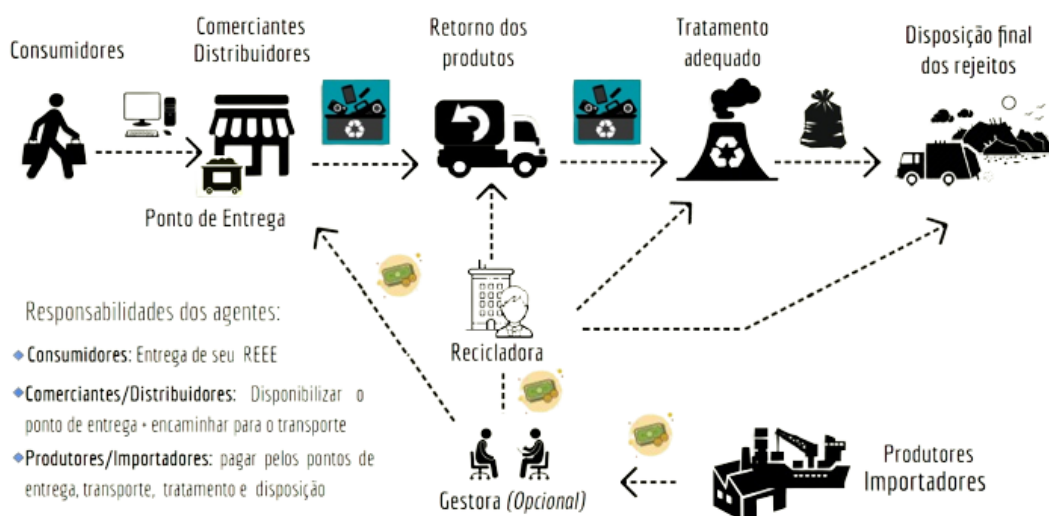 Consumidores
Comerciantes
Distribuidores
Retorno dos
produtos
Tratamento
adequado
Disposição final
dos rejeitos
Ponto de Entrega
Recicladora
Gestora (Opcional)
Produtores
Importadores
Responsabilidades dos agentes:
Consumidores: Entrega de seu REEE
Comerciantes/Distribuidores: Disponibilizar o
ponto de entrega + encaminhar para o transporte
Produtores/Importadores: pagar pelos pontos de
entrega, transporte, tratamento e disposição